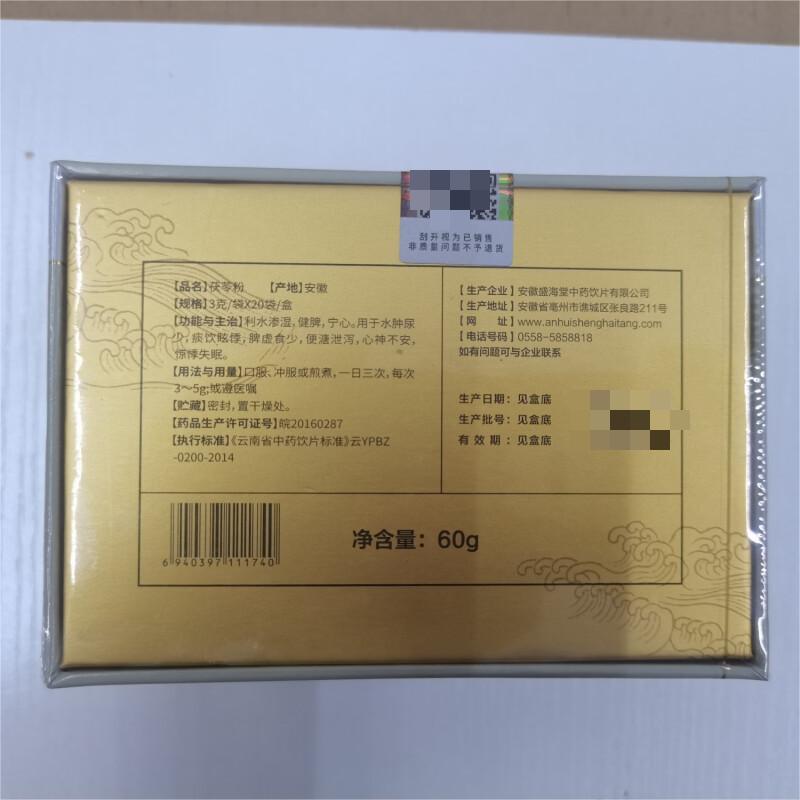 刮开视为已销售
非质量问题不予退货
【品名】茯苓粉 【产地】安徽
【规格】3克/袋X20袋/盒
【功能与主治】利水渗湿,健脾,宁心。用于水肿尿
少,痰饮眩悸,脾虚食少,便溏泄泻,心神不安,
惊悸失眠。
【用法与用量】口服、冲服或煎煮,一日三次,每次
3～5g;或遵医嘱
【贮藏】密封,置干燥处。
【药品生产许可证号】皖20160287
【执行标准】《云南省中药饮片标准》云YPBZ
-0200-2014
【生产企业】安徽盛海堂中药饮片有限公司
【生产地址】安徽省亳州市谯城区张良路211号
【网 址】www.anhuishenghaitang.com
【电话号码】0558-5858818
如有问题可与企业联系
生产日期：见盒底
生产批号：见盒底
有效期：见盒底
6 940397 111740
净含量：60g